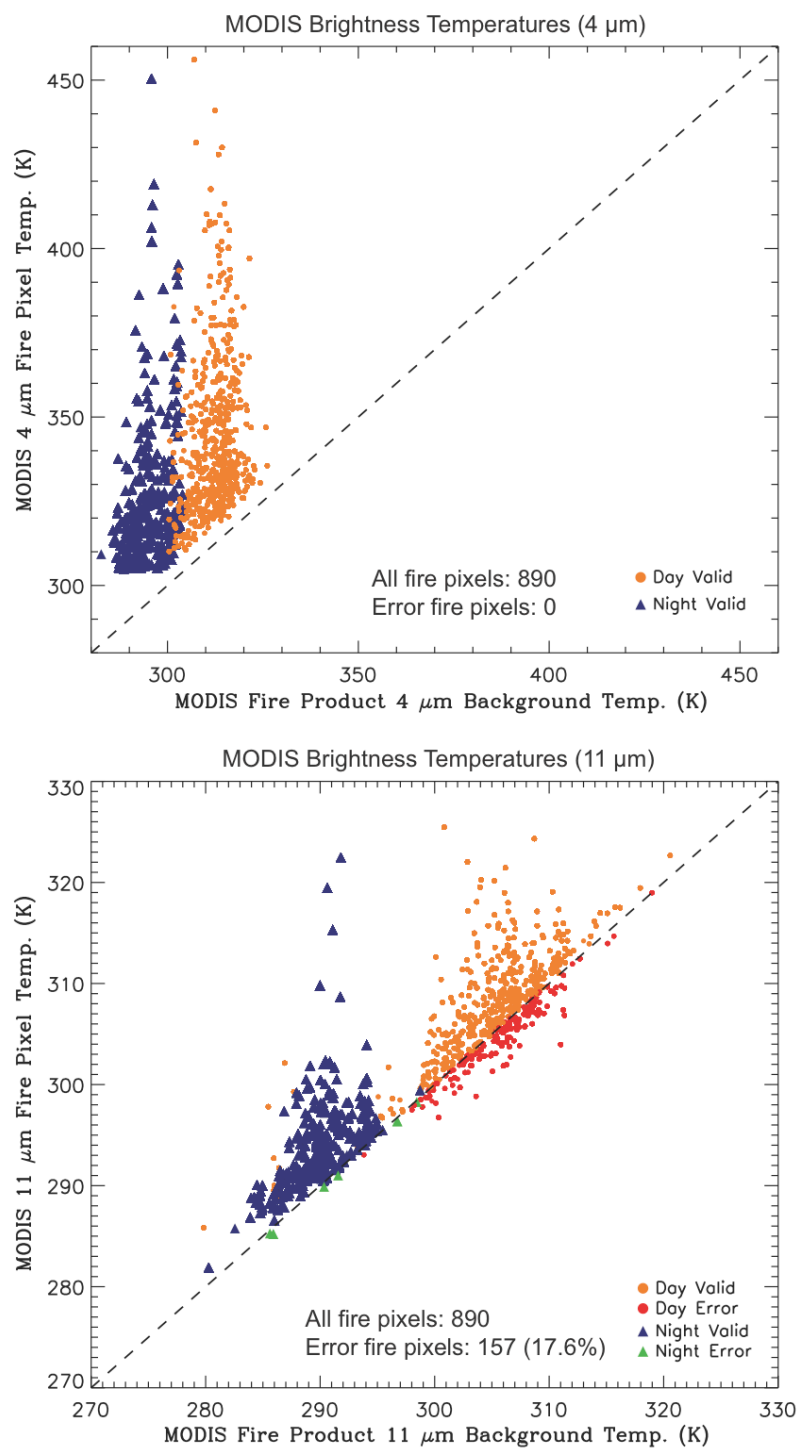 MODIS Brightness Temperatures (4 µm)
MODIS 4 µm Fire Pixel Temp. (K)
450
400
350
300
All fire pixels: 890
Error fire pixels: 0
Day Valid
Night Valid
300 350 400 450
MODIS Fire Product 4 µm Background Temp. (K)
MODIS Brightness Temperatures (11 µm)
MODIS 11 µm Fire Pixel Temp. (K)
330
320
310
300
290
280
270
All fire pixels: 890
Error fire pixels: 157 (17.6%)
Day Valid
Day Error
Night Valid
Night Error
270 280 290 300 310 320 330
MODIS Fire Product 11 µm Background Temp. (K)